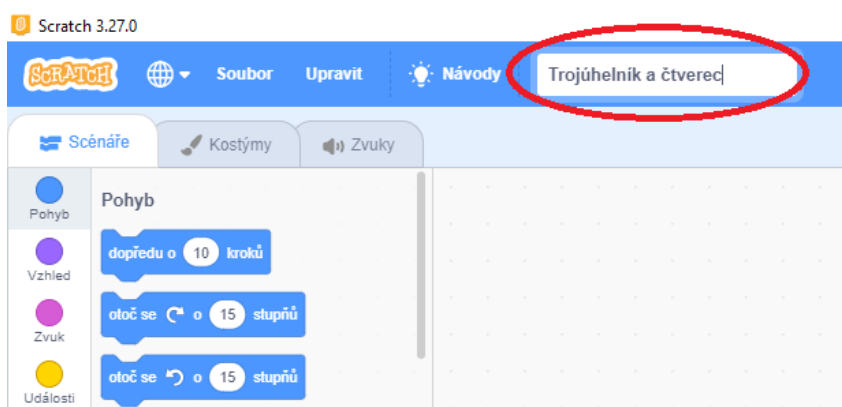 Scratch 3.27.0
SCRATCH Soubor Upravit Návody Trojúhelník a čtverec
Scénáře Kostýmy Zvuky
Pohyb
Pohyb
dopředu o 10 kroků
Vzhled
otoč se o 15 stupňů
Zvuk
otoč se o 15 stupňů
Události